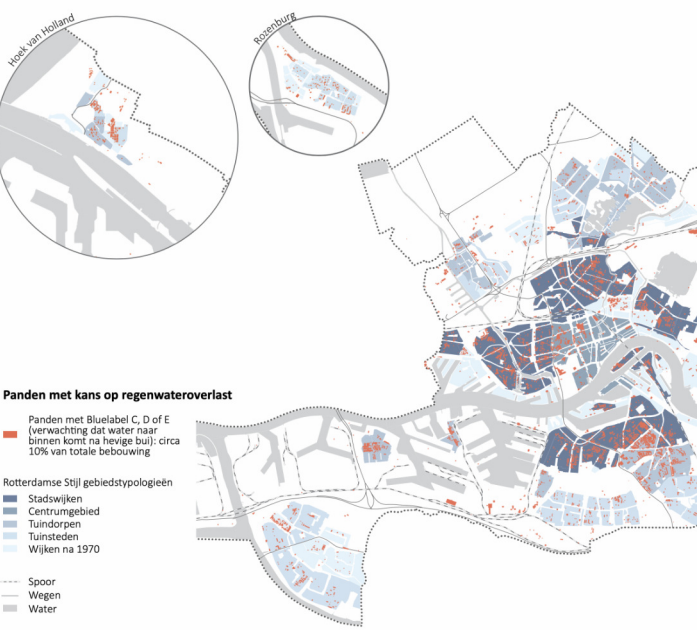 Hoek van Holland
Rozenburg
Panden met kans op regenwateroverlast
Panden met Bluelabel C, D of E
(verwachting dat water naar
binnen komt na hevige bui): circa
10% van totale bebouwing
Rotterdamse Stijl gebiedstypologieën
Stadswijken
Centrumgebied
Tuindorpen
Tuinsteden
Wijken na 1970
Spoor
Wegen
Water